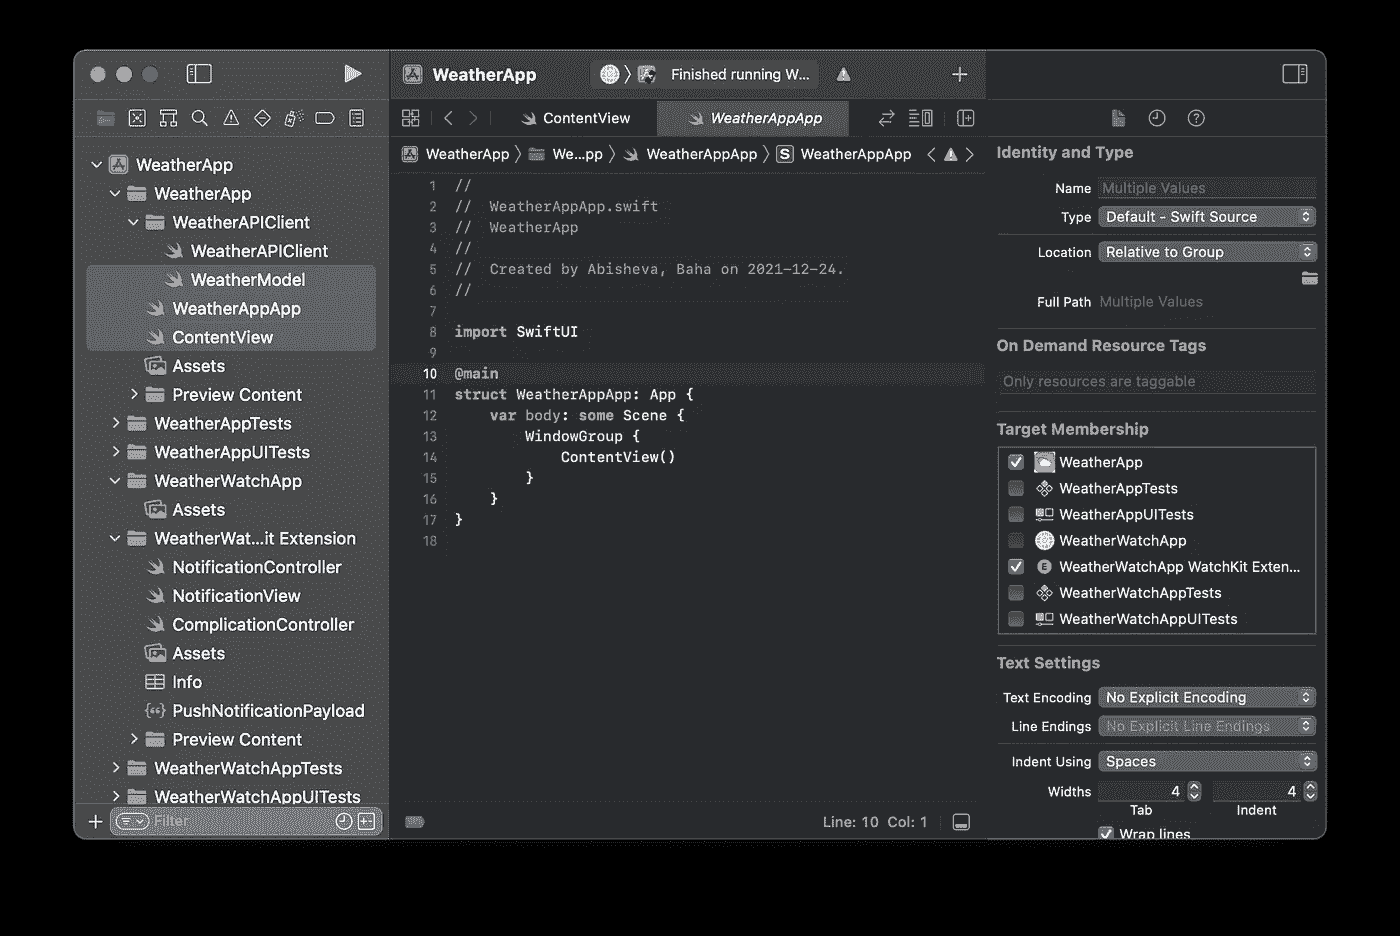 WeatherApp
Finished running W...
ContentView
WeatherAppApp
WeatherApp
We...pp
WeatherAppApp
S
WeatherAppApp
WeatherApp
WeatherApp
WeatherAPIClient
WeatherAPIClient
WeatherModel
WeatherAppApp
ContentView
Assets
Preview Content
WeatherAppTests
WeatherAppUITests
WeatherWatchApp
Assets
WeatherWat...it Extension
NotificationController
NotificationView
ComplicationController
Assets
Info
PushNotificationPayload
Preview Content
WeatherWatchAppTests
WeatherWatchAppUITests
Filter
1 //
2 //  WeatherAppApp.swift
3 //  WeatherApp
4 //
5 //  Created by Abisheva, Baha on 2021-12-24.
6 //
7
8 import SwiftUI
9
10 @main
11 struct WeatherAppApp: App {
12     var body: some Scene {
13         WindowGroup {
14             ContentView()
15         }
16     }
17 }
18
Line: 10  Col: 1
Identity and Type
Name Multiple Values
Type Default - Swift Source
Location Relative to Group
Full Path Multiple Values
On Demand Resource Tags
Only resources are taggable
Target Membership
WeatherApp
WeatherAppTests
WeatherAppUITests
WeatherWatchApp
E WeatherWatchApp WatchKit Exten...
WeatherWatchAppTests
WeatherWatchAppUITests
Text Settings
Text Encoding No Explicit Encoding
Line Endings No Explicit Line Endings
Indent Using Spaces
Widths 4 4
Tab Indent
Wrap lines